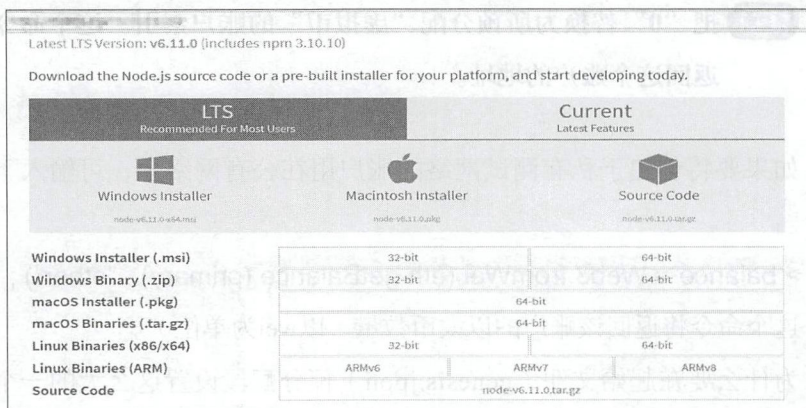 Latest LTS Version: v6.11.0 (includes npm 3.10.10)
Download the Node.js source code or a pre-built installer for your platform, and start developing today.
LTS
Recommended For Most Users
Current
Latest Features
Windows Installer
node-v6.11.0-x64.msi
Macintosh Installer
node-v6.11.0.pkg
Source Code
node-v6.11.0.tar.gz
Windows Installer (.msi) 32-bit 64-bit
Windows Binary (.zip) 32-bit 64-bit
macOS Installer (.pkg) 64-bit
macOS Binaries (.tar.gz) 64-bit
Linux Binaries (x86/x64) 32-bit 64-bit
Linux Binaries (ARM) ARMv6 ARMv7 ARMv8
Source Code node-v6.11.0.tar.gz